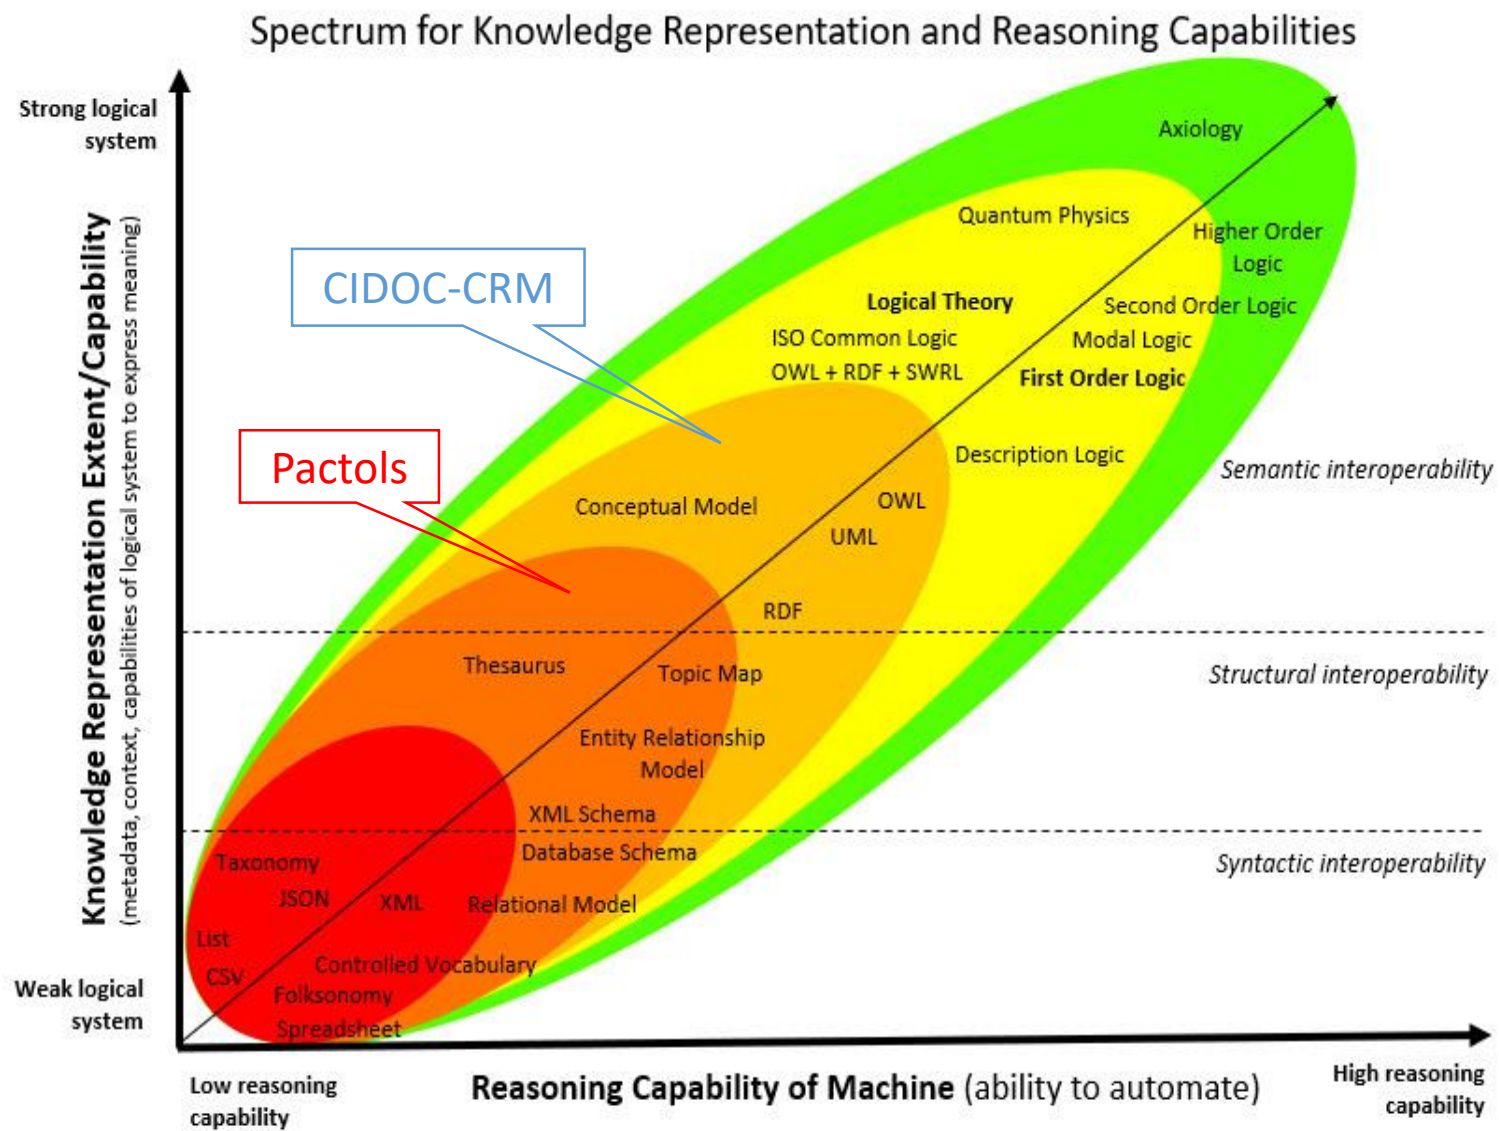 Spectrum for Knowledge Representation and Reasoning Capabilities
Strong logical
system
Axiology
Quantum Physics
Higher Order
Logic
CIDOC-CRM
Logical Theory
Second Order Logic
ISO Common Logic
Modal Logic
OWL + RDF + SWRL
First Order Logic
Knowledge Representation Extent/Capability
(metadata, context, capabilities of logical system to express meaning)
Pactols
Description Logic
Semantic interoperability
Conceptual Model
OWL
UML
RDF
Thesaurus
Topic Map
Structural interoperability
Entity Relationship
Model
XML Schema
Database Schema
Syntactic interoperability
Taxonomy
JSON
XML
Relational Model
List
CSV
Controlled Vocabulary
Folksonomy
Spreadsheet
Weak logical
system
Low reasoning
capability
Reasoning Capability of Machine (ability to automate)
High reasoning
capability